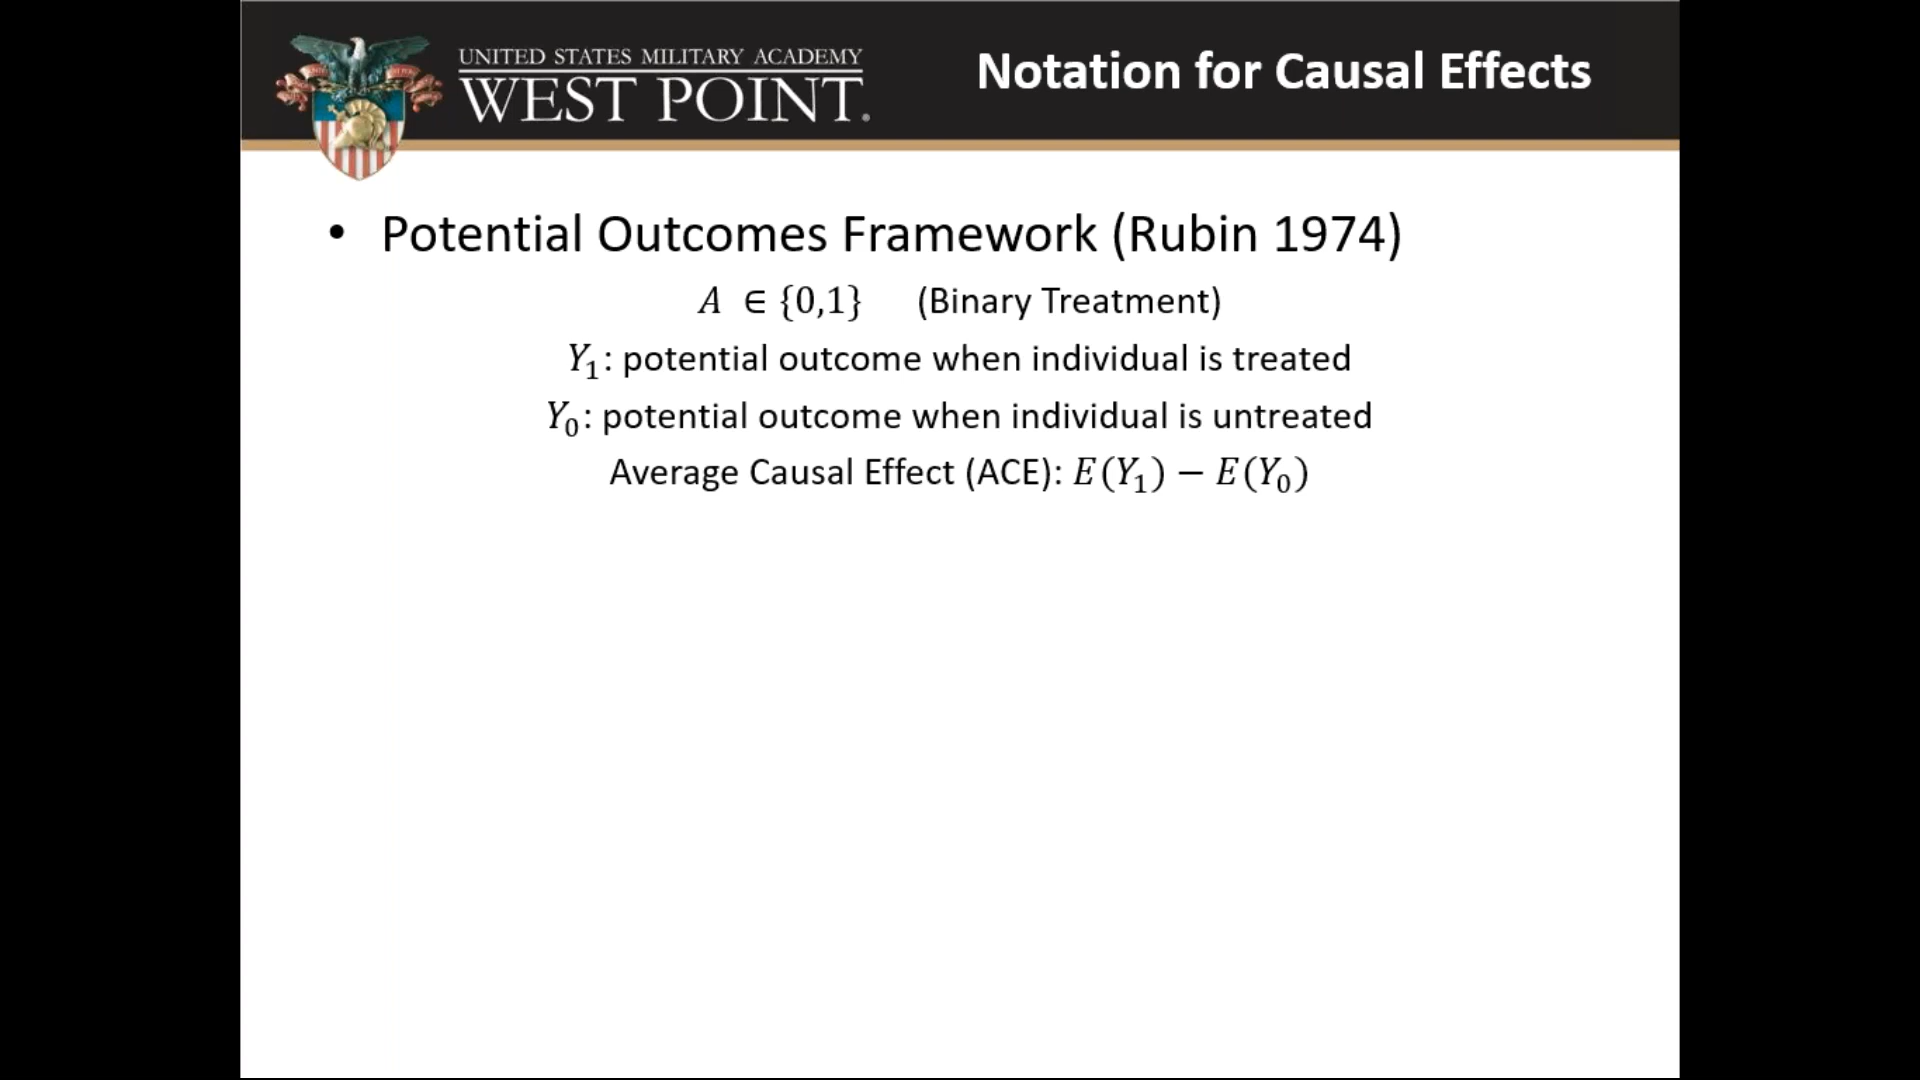 UNITED STATES MILITARY ACADEMY
WEST POINT.
Notation for Causal Effects
• Potential Outcomes Framework (Rubin 1974)
A ∈ {0,1} (Binary Treatment)
Y₁: potential outcome when individual is treated
Y₀: potential outcome when individual is untreated
Average Causal Effect (ACE): E(Y₁) − E(Y₀)